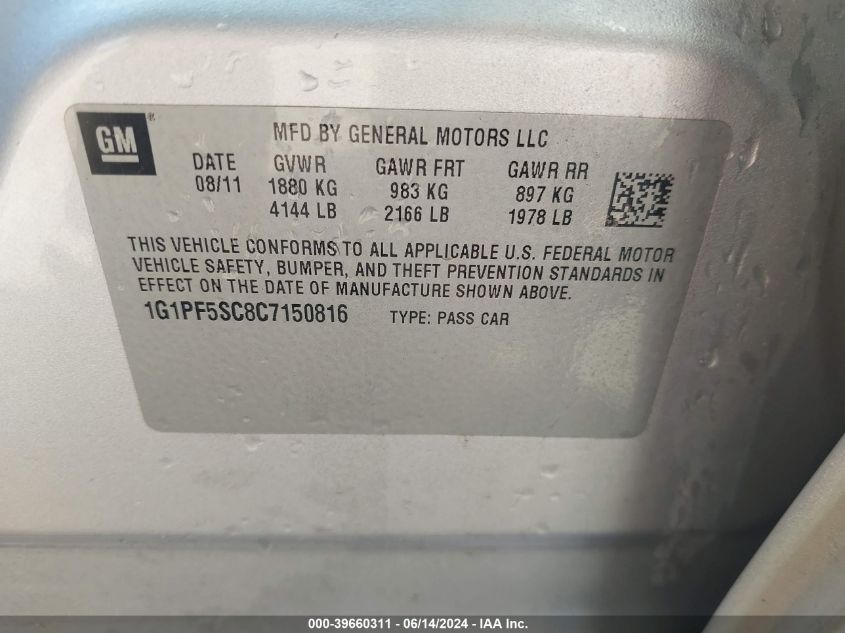 GM®
MFD BY GENERAL MOTORS LLC
DATE GVWR GAWR FRT GAWR RR
08/11 1880 KG 983 KG 897 KG
4144 LB 2166 LB 1978 LB
THIS VEHICLE CONFORMS TO ALL APPLICABLE U.S. FEDERAL MOTOR
VEHICLE SAFETY, BUMPER, AND THEFT PREVENTION STANDARDS IN
EFFECT ON THE DATE OF MANUFACTURE SHOWN ABOVE.
1G1PF5SC8C7150816 TYPE: PASS CAR
000-39660311 - 06/14/2024 - IAA Inc.